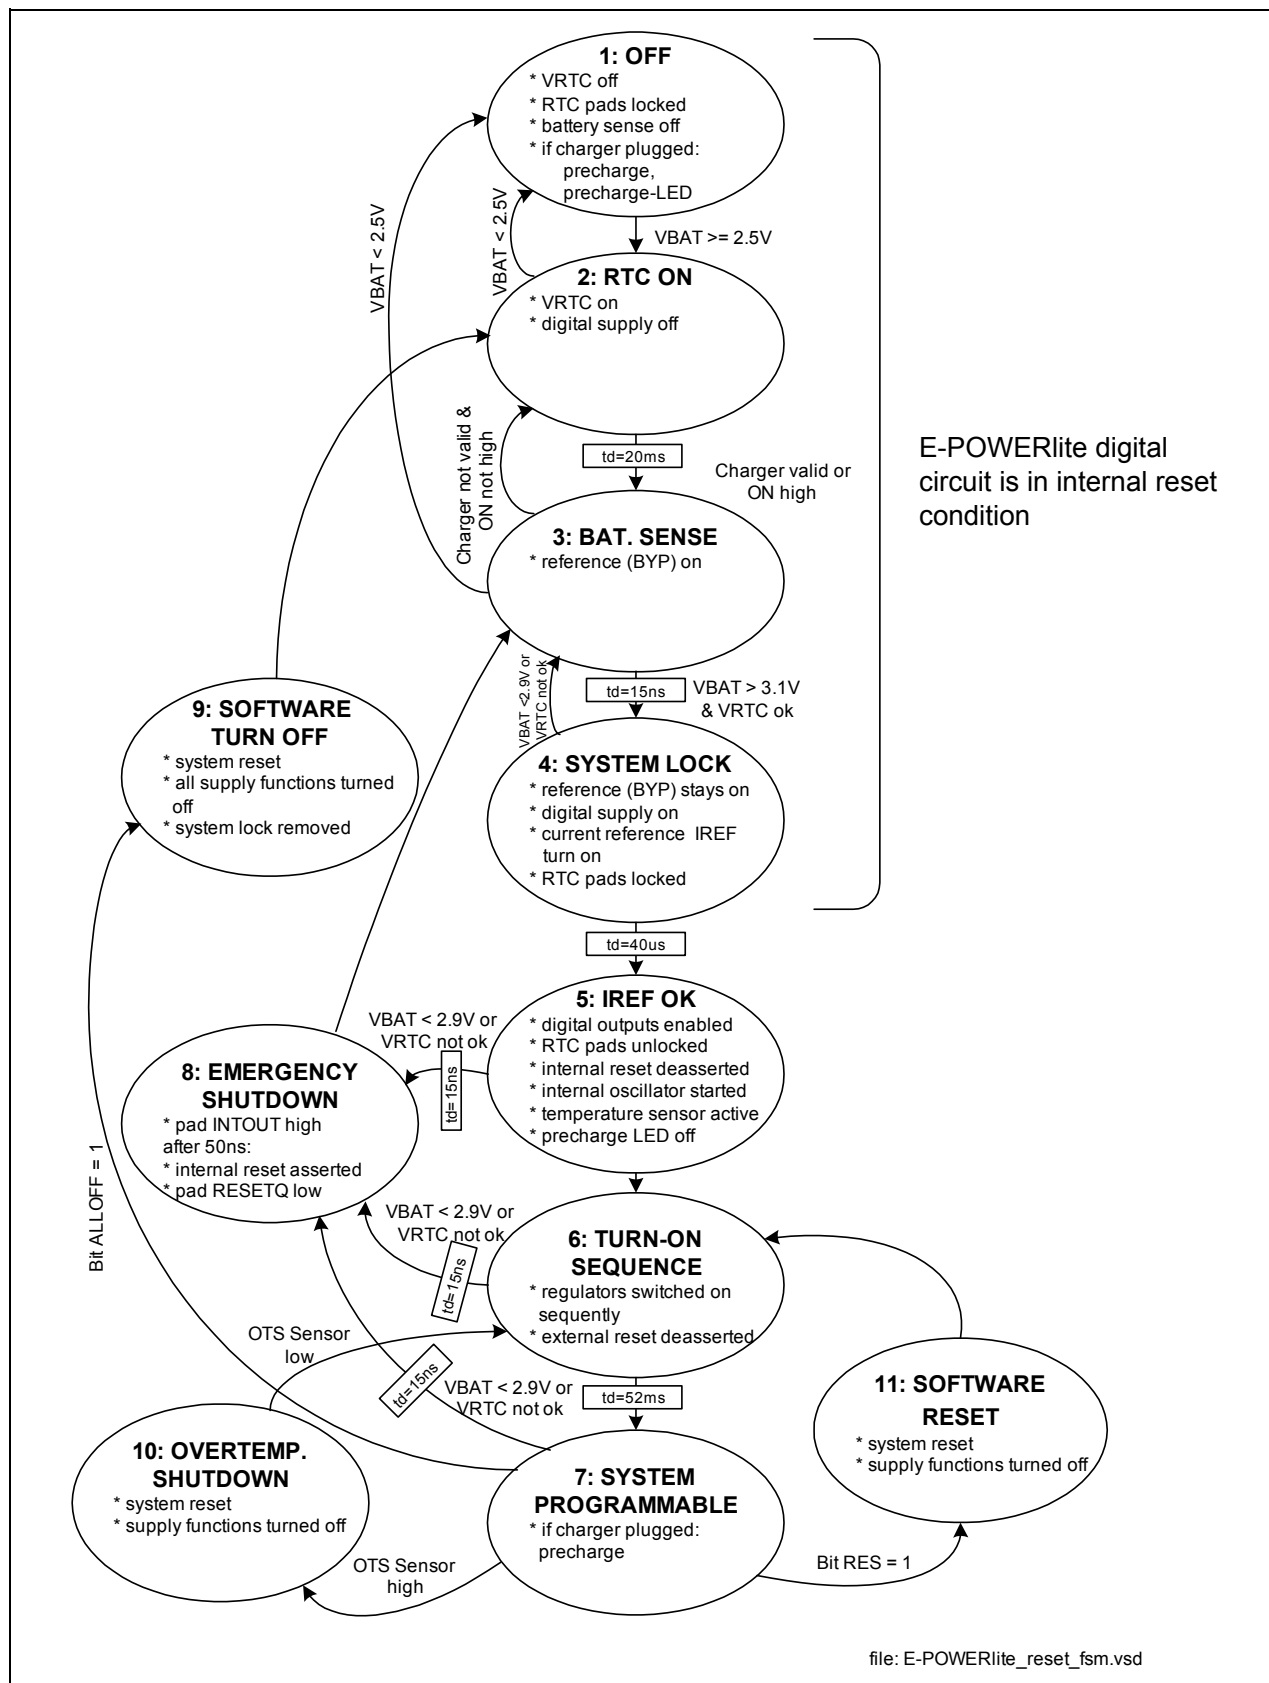 1: OFF
* VRTC off
* RTC pads locked
* battery sense off
* if charger plugged:
precharge,
precharge-LED
VBAT < 2.5V
VBAT < 2.5V
VBAT >= 2.5V
2: RTC ON
* VRTC on
* digital supply off
Charger not valid &
ON not high
td=20ms
Charger valid or
ON high
E-POWERlite digital
circuit is in internal reset
condition
3: BAT. SENSE
* reference (BYP) on
VBAT <2.9V or
VRTC not ok
td=15ns
VBAT > 3.1V
& VRTC ok
9: SOFTWARE
TURN OFF
* system reset
* all supply functions turned
off
* system lock removed
4: SYSTEM LOCK
* reference (BYP) stays on
* digital supply on
* current reference IREF
turn on
* RTC pads locked
td=40us
5: IREF OK
* digital outputs enabled
* RTC pads unlocked
* internal reset deasserted
* internal oscillator started
* temperature sensor active
* precharge LED off
VBAT < 2.9V or
VRTC not ok
td=15ns
8: EMERGENCY
SHUTDOWN
* pad INTOUT high
after 50ns:
* internal reset asserted
* pad RESETQ low
Bit ALLOFF = 1
VBAT < 2.9V or
VRTC not ok
td=15ns
6: TURN-ON
SEQUENCE
* regulators switched on
sequently
* external reset deasserted
OTS Sensor
low
td=15ns
VBAT < 2.9V or
VRTC not ok
td=52ms
11: SOFTWARE
RESET
* system reset
* supply functions turned off
10: OVERTEMP.
SHUTDOWN
* system reset
* supply functions turned off
7: SYSTEM
PROGRAMMABLE
* if charger plugged:
precharge
OTS Sensor
high
Bit RES = 1
file: E-POWERlite_reset_fsm.vsd